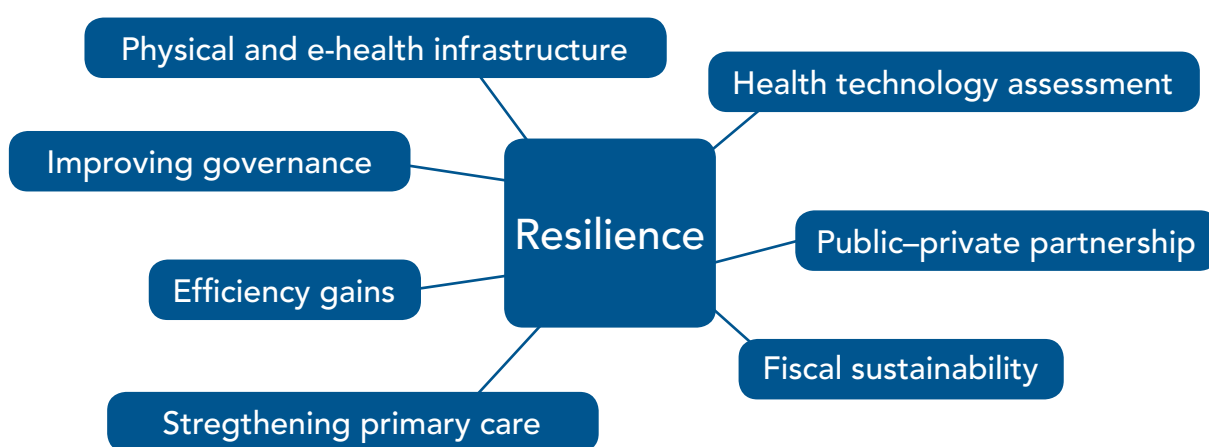 Physical and e-health infrastructure
Health technology assessment
Improving governance
Resilience
Public–private partnership
Efficiency gains
Fiscal sustainability
Stregthening primary care